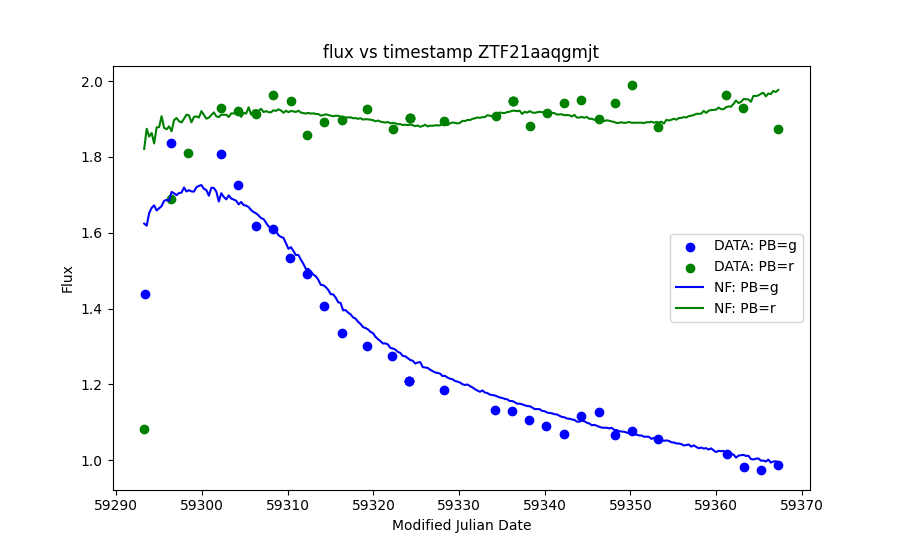 flux vs timestamp ZTF21aaqgmjt
2.0
1.8
1.6
1.4
1.2
1.0
Flux
DATA: PB=g
DATA: PB=r
NF: PB=g
NF: PB=r
59290 59300 59310 59320 59330 59340 59350 59360 59370
Modified Julian Date